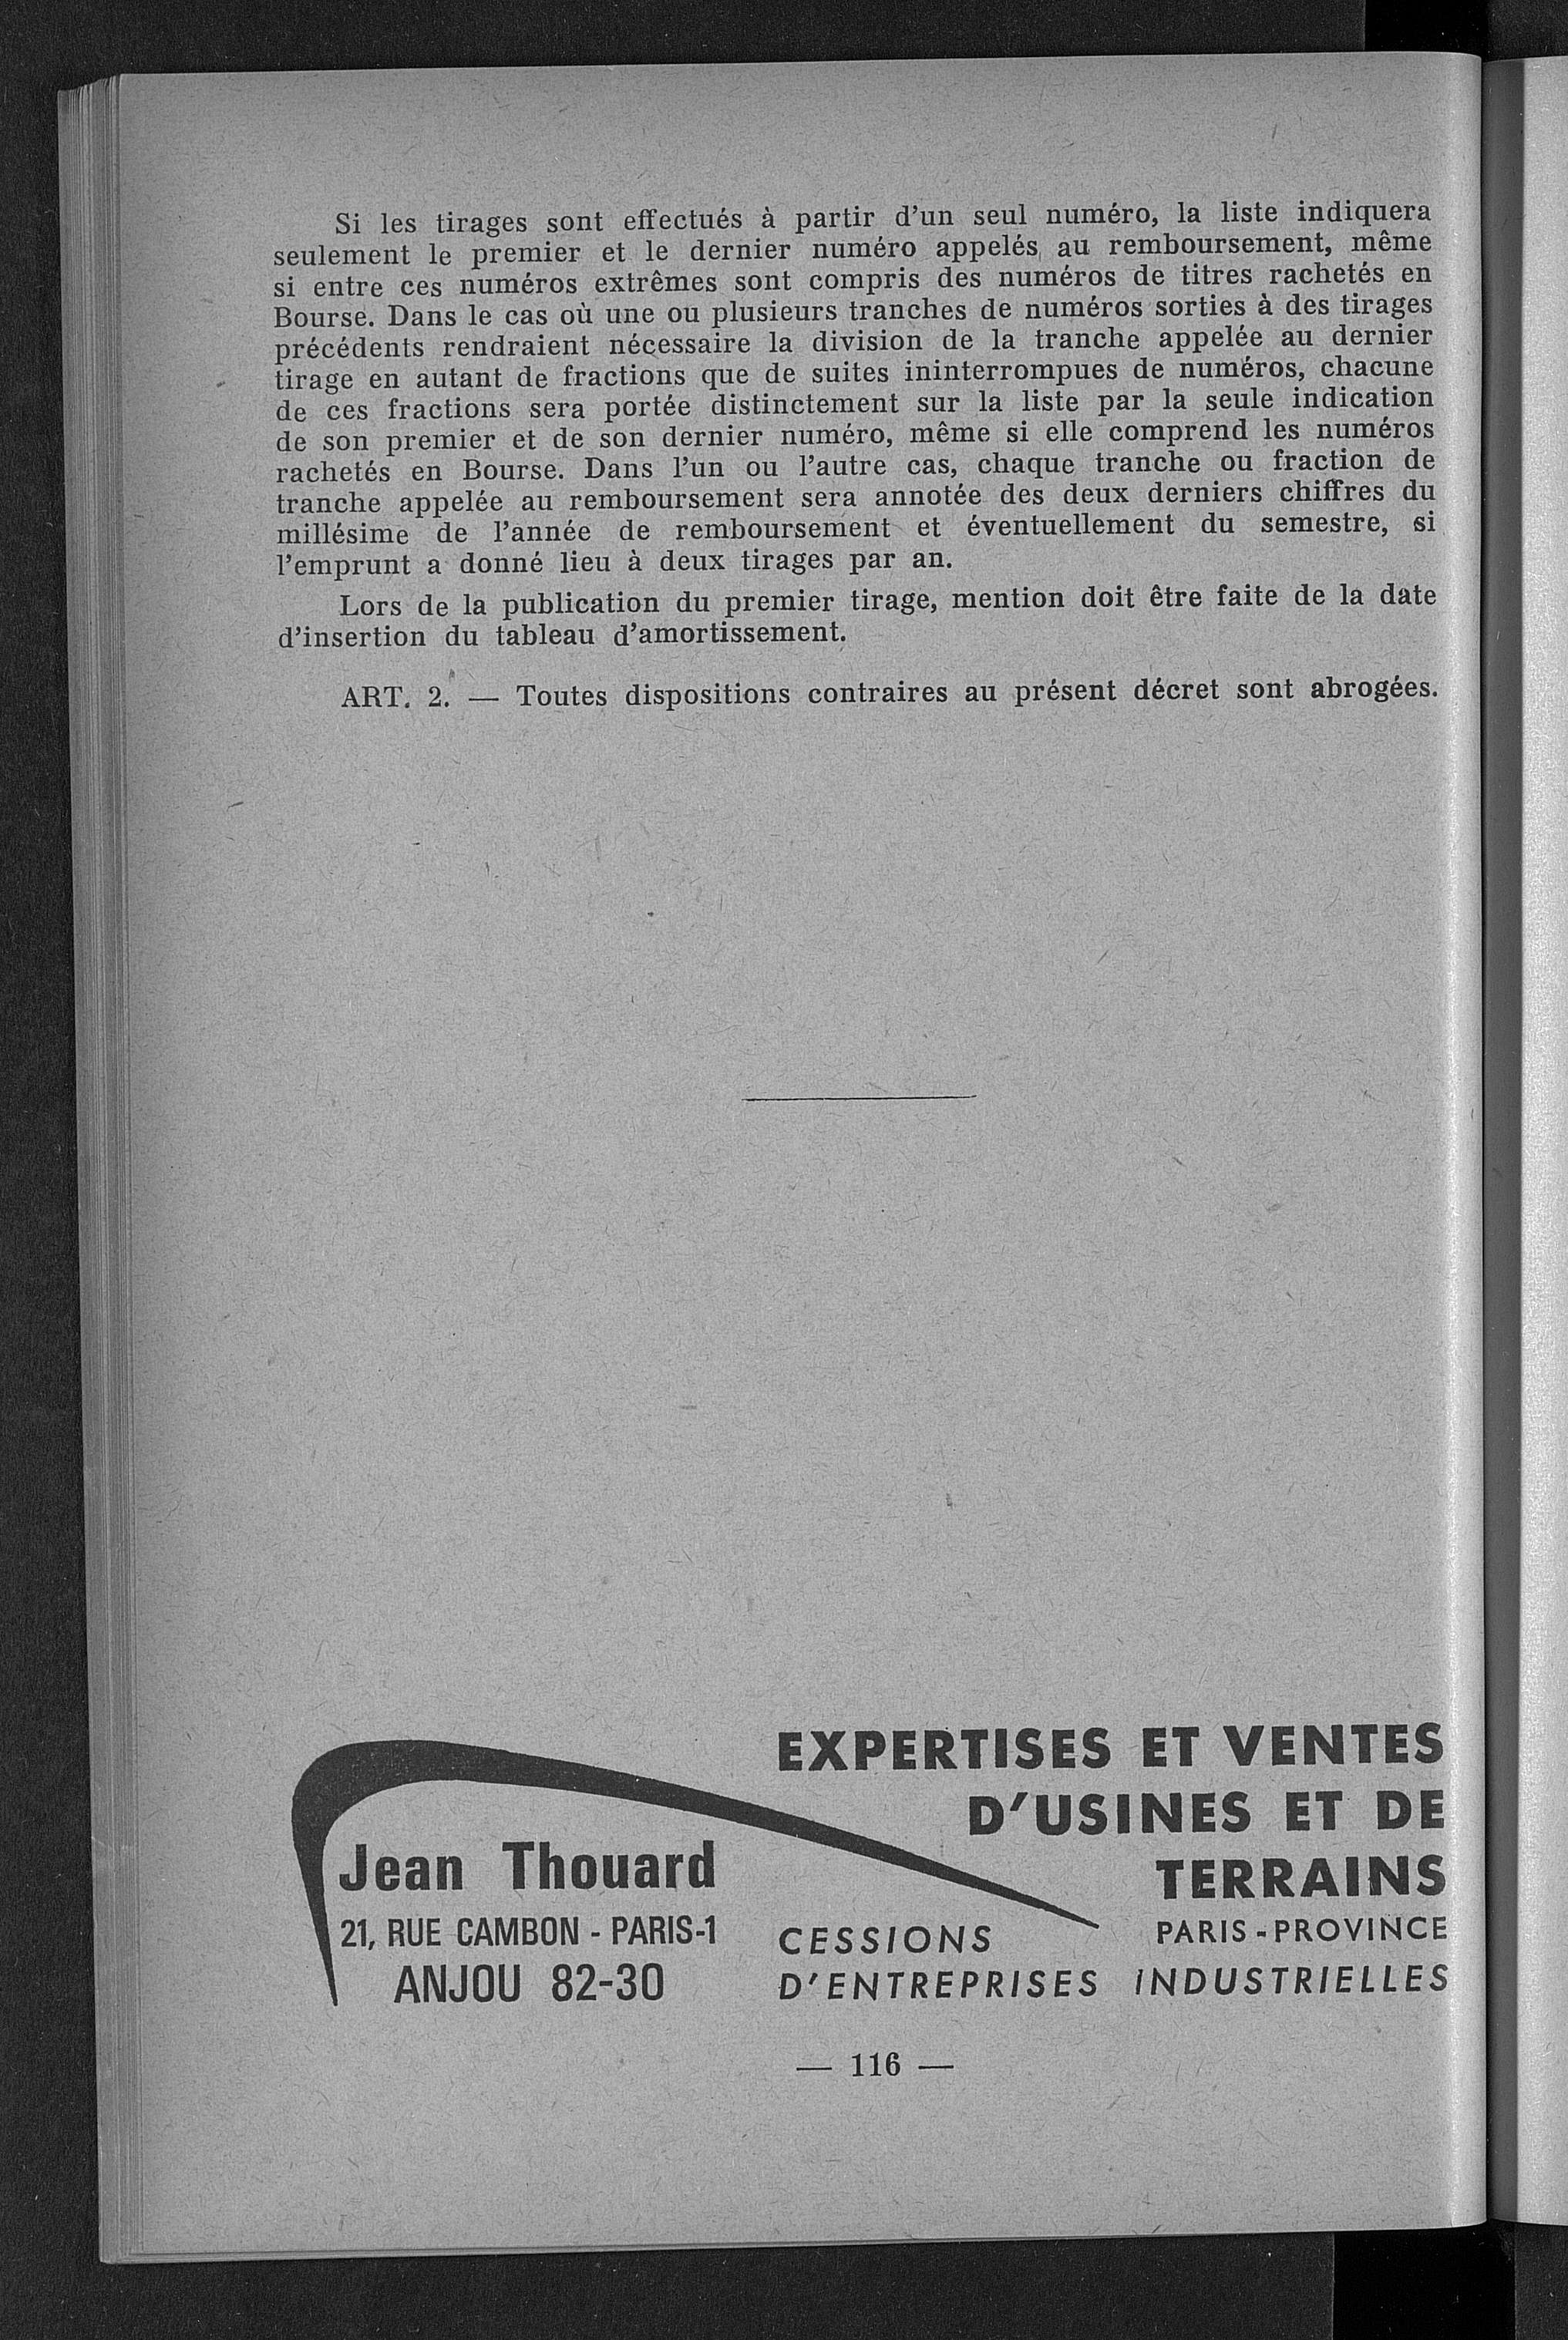 Si les tirages sont effectués à partir d'un seul numéro, la liste indiquera
seulement le premier et le dernier numéro appelés au remboursement, même
si entre ces numéros extrêmes sont compris des numéros de titres rachetés en
Bourse. Dans le cas où une ou plusieurs tranches de numéros sorties à des tirages
précédents rendraient nécessaire la division de la tranche appelée au dernier
tirage en autant de fractions que de suites ininterrompues de numéros, chacune
de ces fractions sera portée distinctement sur la liste par la seule indication
de son premier et de son dernier numéro, même si elle comprend les numéros
rachetés en Bourse. Dans l'un ou l'autre cas, chaque tranche ou fraction de
tranche appelée au remboursement sera annotée des deux derniers chiffres du
millésime de l'année de remboursement et éventuellement du semestre, si
l'emprunt a donné lieu à deux tirages par an.
Lors de la publication du premier tirage, mention doit être faite de la date
d'insertion du tableau d'amortissement.
ART. 2. — Toutes dispositions contraires au présent décret sont abrogées.
EXPERTISES ET VENTES
D'USINES ET DE
TERRAINS
PARIS - PROVINCE
Jean Thouard
21, RUE CAMBON - PARIS-1
ANJOU 82-30
CESSIONS
D'ENTREPRISES INDUSTRIELLES
— 116 —